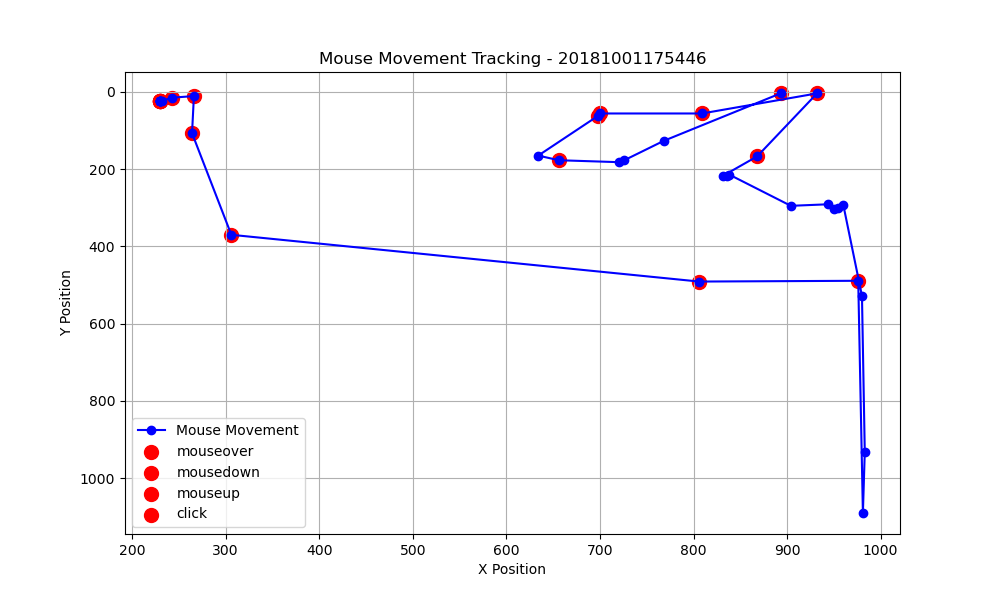 Mouse Movement Tracking - 20181001175446
0
200
400
600
800
1000
Y Position
Mouse Movement
mouseover
mousedown
mouseup
click
200 300 400 500 600 700 800 900 1000
X Position